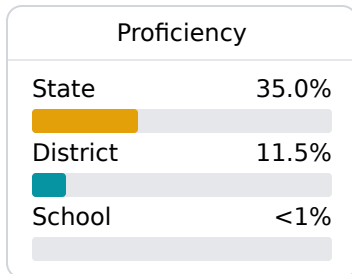 Proficiency
State 35.0%
District 11.5%
School <1%